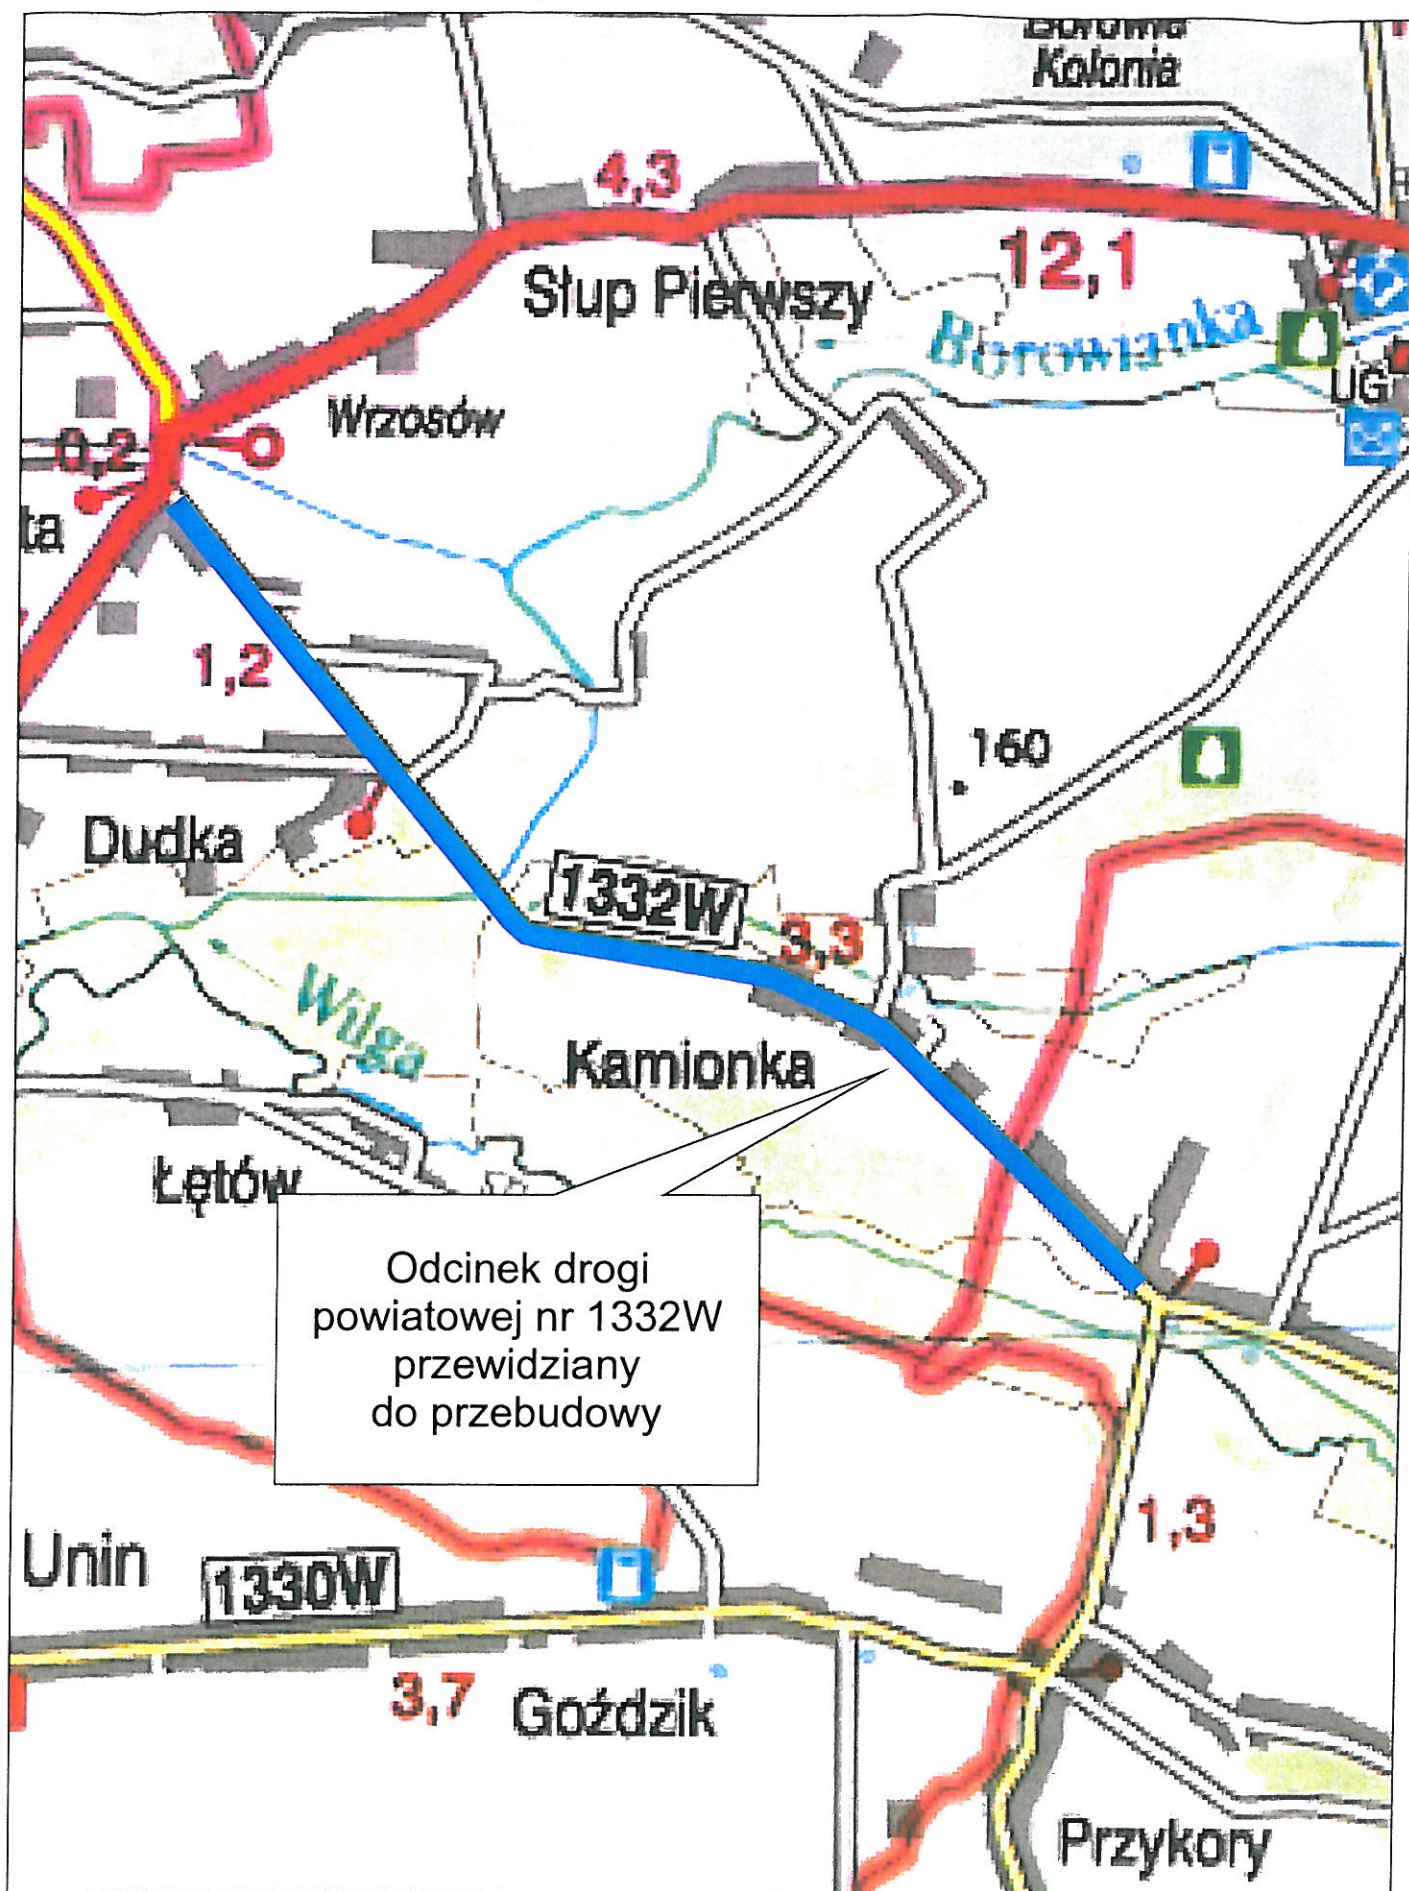 Kolonia
4,3
12,1
Słup Pierwszy
Borowianka
UG
Wrzosów
0,2
ta
1,2
160
Dudka
1332W
3,3
Wilga
Kamionka
Łętów
Odcinek drogi
powiatowej nr 1332W
przewidziany
do przebudowy
1,3
Unin
1330W
3,7
Goździk
Przykory